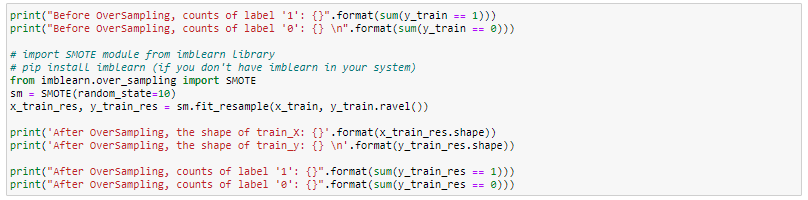 print("Before OverSampling, counts of label '1': {}".format(sum(y_train == 1)))
print("Before OverSampling, counts of label '0': {} \n".format(sum(y_train == 0)))
# import SMOTE module from imblearn library
# pip install imblearn (if you don't have imblearn in your system)
from imblearn.over_sampling import SMOTE
sm = SMOTE(random_state=10)
x_train_res, y_train_res = sm.fit_resample(x_train, y_train.ravel())
print('After OverSampling, the shape of train_X: {}'.format(x_train_res.shape))
print('After OverSampling, the shape of train_y: {} \n'.format(y_train_res.shape))
print("After OverSampling, counts of label '1': {}".format(sum(y_train_res == 1)))
print("After OverSampling, counts of label '0': {}".format(sum(y_train_res == 0)))